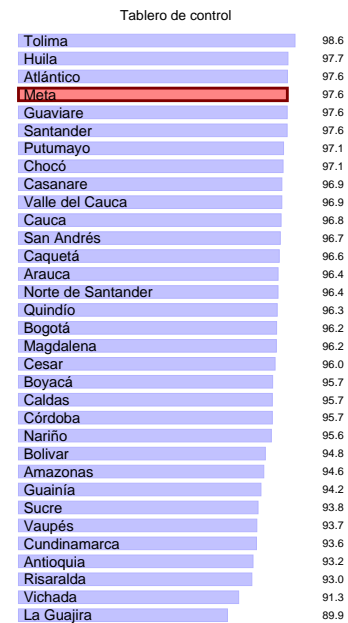 Tablero de control
Tolima 98.6
Huila 97.7
Atlántico 97.6
Meta 97.6
Guaviare 97.6
Santander 97.6
Putumayo 97.1
Chocó 97.1
Casanare 96.9
Valle del Cauca 96.9
Cauca 96.8
San Andrés 96.7
Caquetá 96.6
Arauca 96.4
Norte de Santander 96.4
Quindío 96.3
Bogotá 96.2
Magdalena 96.2
Cesar 96.0
Boyacá 95.7
Caldas 95.7
Córdoba 95.7
Nariño 95.6
Bolivar 94.8
Amazonas 94.6
Guainía 94.2
Sucre 93.8
Vaupés 93.7
Cundinamarca 93.6
Antioquia 93.2
Risaralda 93.0
Vichada 91.3
La Guajira 89.9